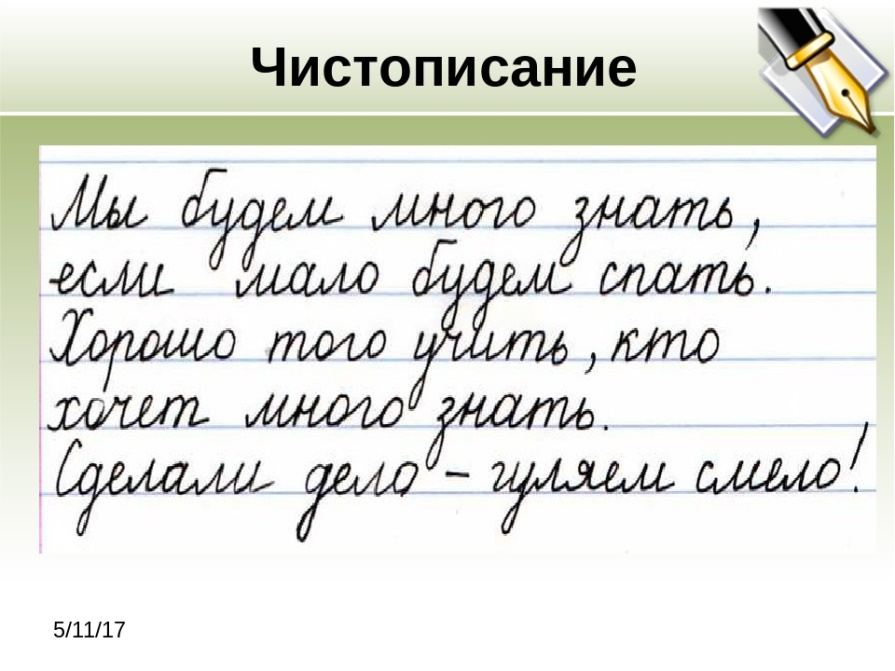 Чистописание
Мы будем много знать,
если мало будем спать.
Хорошо того учить, кто
хочет много знать.
Сделали дело – гуляем смело!
5/11/17